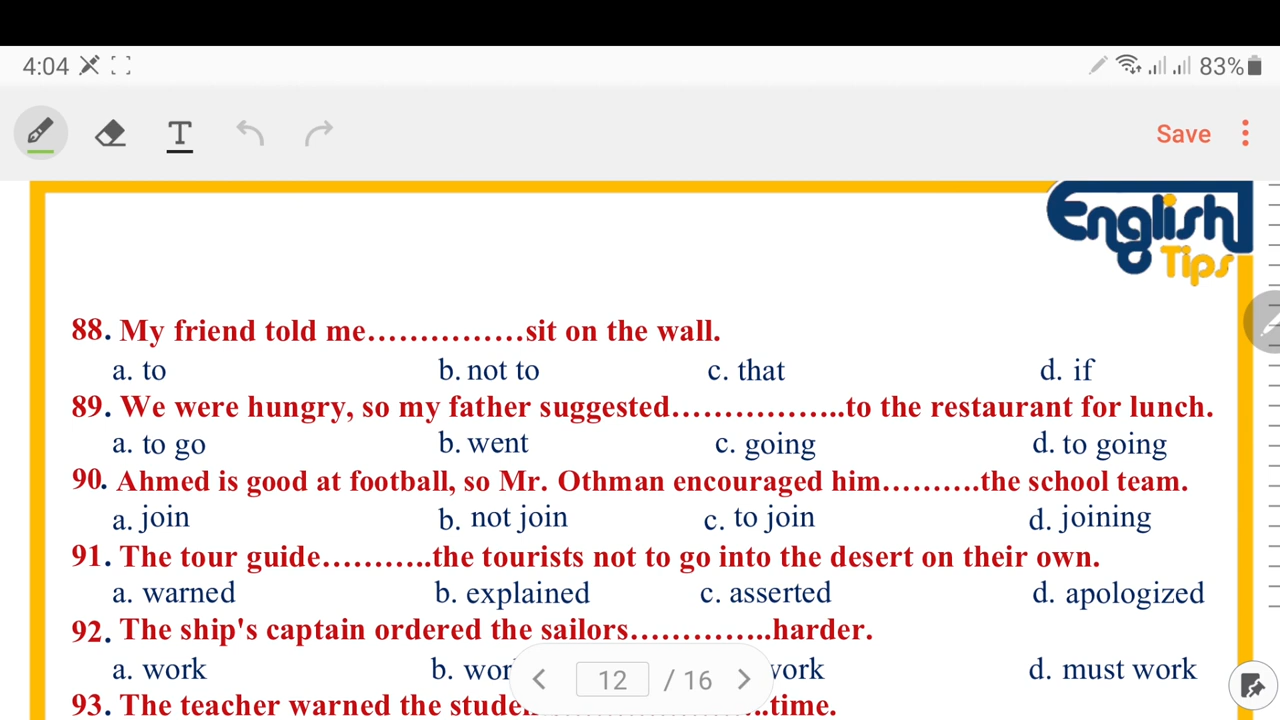 4:04 83%
Save
English
Tips
88. My friend told me……………sit on the wall.
a. to b. not to c. that d. if
89. We were hungry, so my father suggested……………..to the restaurant for lunch.
a. to go b. went c. going d. to going
90. Ahmed is good at football, so Mr. Othman encouraged him……….the school team.
a. join b. not join c. to join d. joining
91. The tour guide………..the tourists not to go into the desert on their own.
a. warned b. explained c. asserted d. apologized
92. The ship's captain ordered the sailors…………..harder.
a. work b. work d. must work
12 / 16
93. The teacher warned the time.